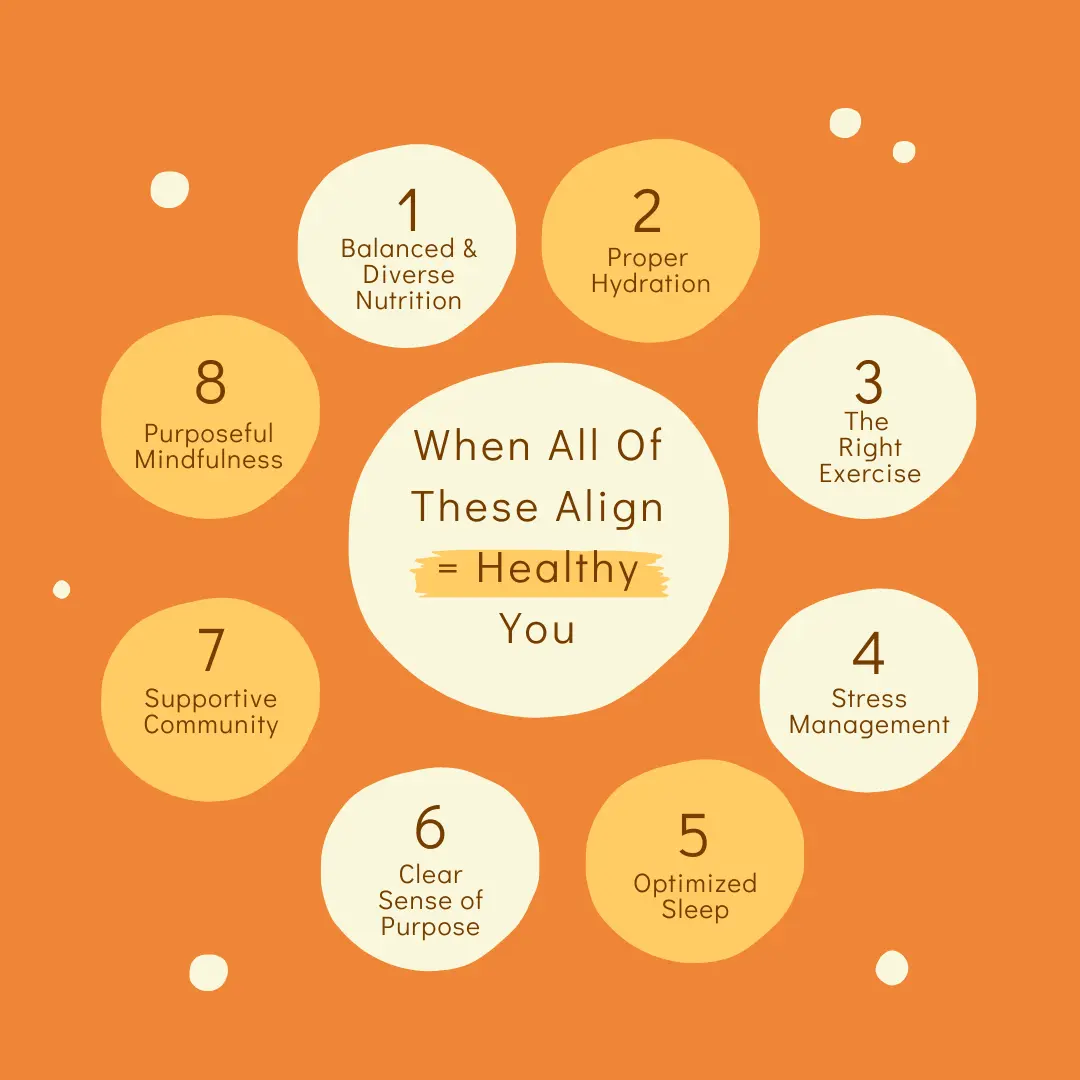 1
Balanced &
Diverse
Nutrition
2
Proper
Hydration
3
The
Right
Exercise
4
Stress
Management
5
Optimized
Sleep
6
Clear
Sense of
Purpose
7
Supportive
Community
8
Purposeful
Mindfulness
When All Of
These Align
= Healthy
You